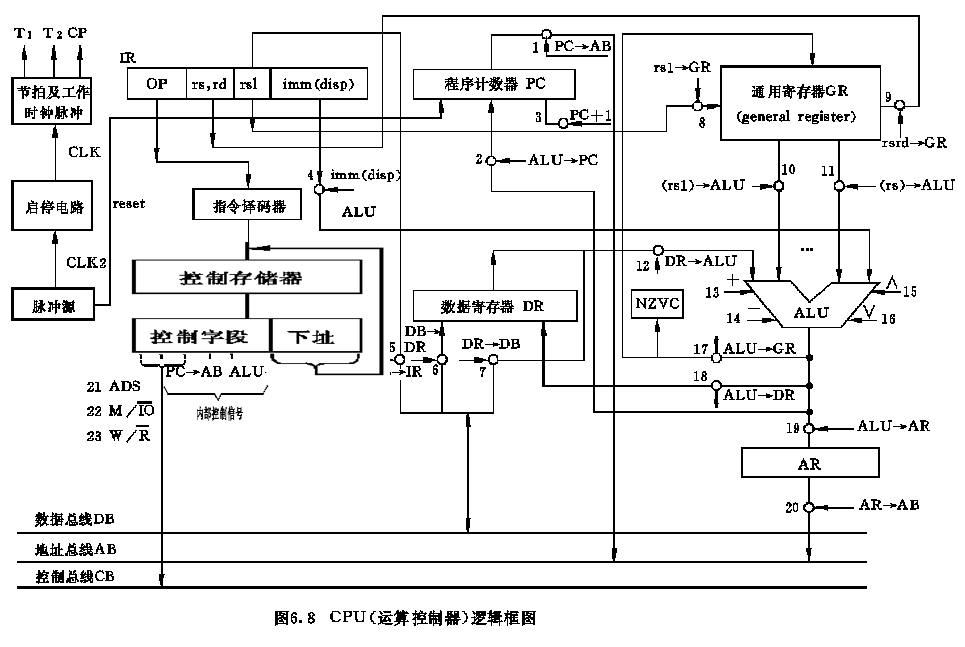 T1 T2 CP
节拍及工作
时钟脉冲
CLK
启停电路
reset
CLK2
脉冲源
IR
OP
rs,rd
rs1
imm(disp)
指令译码器
控制存储器
控制字段
下址
PC→AB ALU
内部控制信号
21 ADS
22 M/IO
23 W/R
4 imm(disp)
ALU
程序计数器 PC
1 PC→AB
3 PC+1
2 ALU→PC
通用寄存器GR
(general register)
rs1→GR
8
9
rsrd→GR
10
11
(rs1)→ALU
(rs)→ALU
...
12 DR→ALU
数据寄存器 DR
NZVC
ALU
13 +
14 −
∧ 15
∨ 16
DB→
DR
5
→IR
6
DR→DB
7
17 ALU→GR
18
ALU→DR
19 ALU→AR
AR
20 AR→AB
数据总线DB
地址总线AB
控制总线CB
图6.8 CPU(运算控制器)逻辑框图